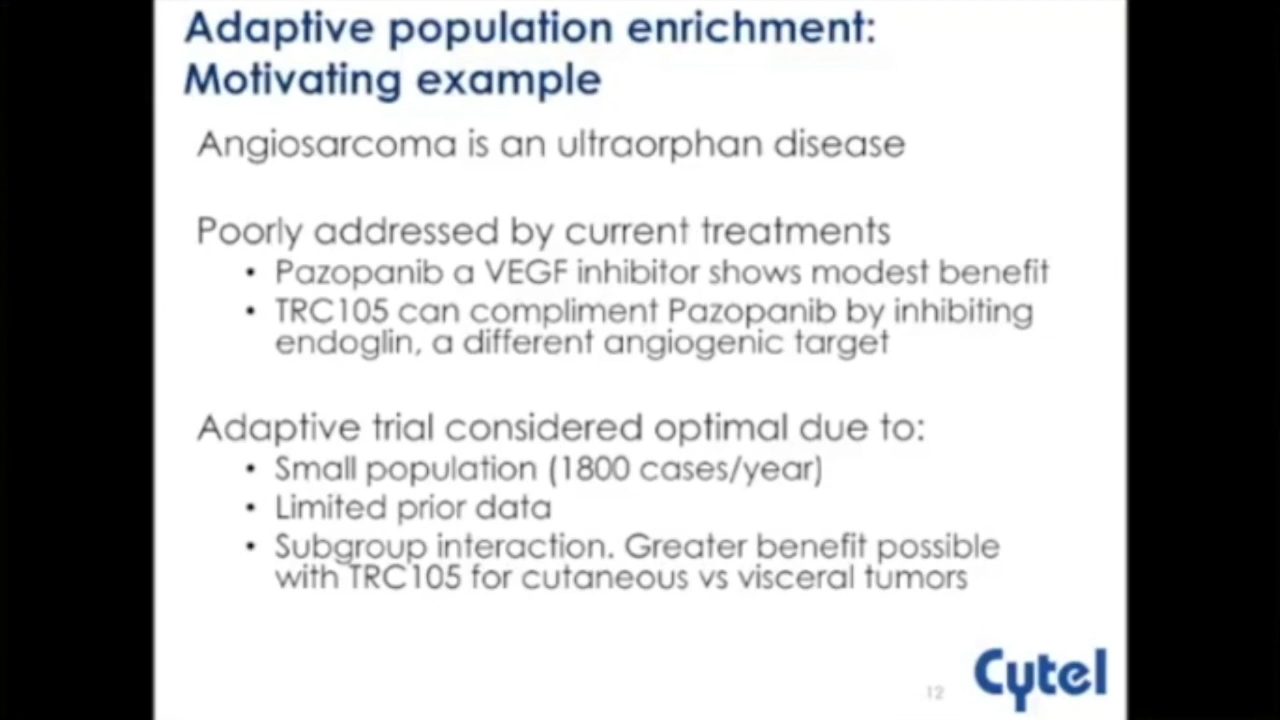 Adaptive population enrichment:
Motivating example
Angiosarcoma is an ultraorphan disease
Poorly addressed by current treatments
• Pazopanib a VEGF inhibitor shows modest benefit
• TRC105 can compliment Pazopanib by inhibiting
endoglin, a different angiogenic target
Adaptive trial considered optimal due to:
• Small population (1800 cases/year)
• Limited prior data
• Subgroup interaction. Greater benefit possible
with TRC105 for cutaneous vs visceral tumors
12
Cytel